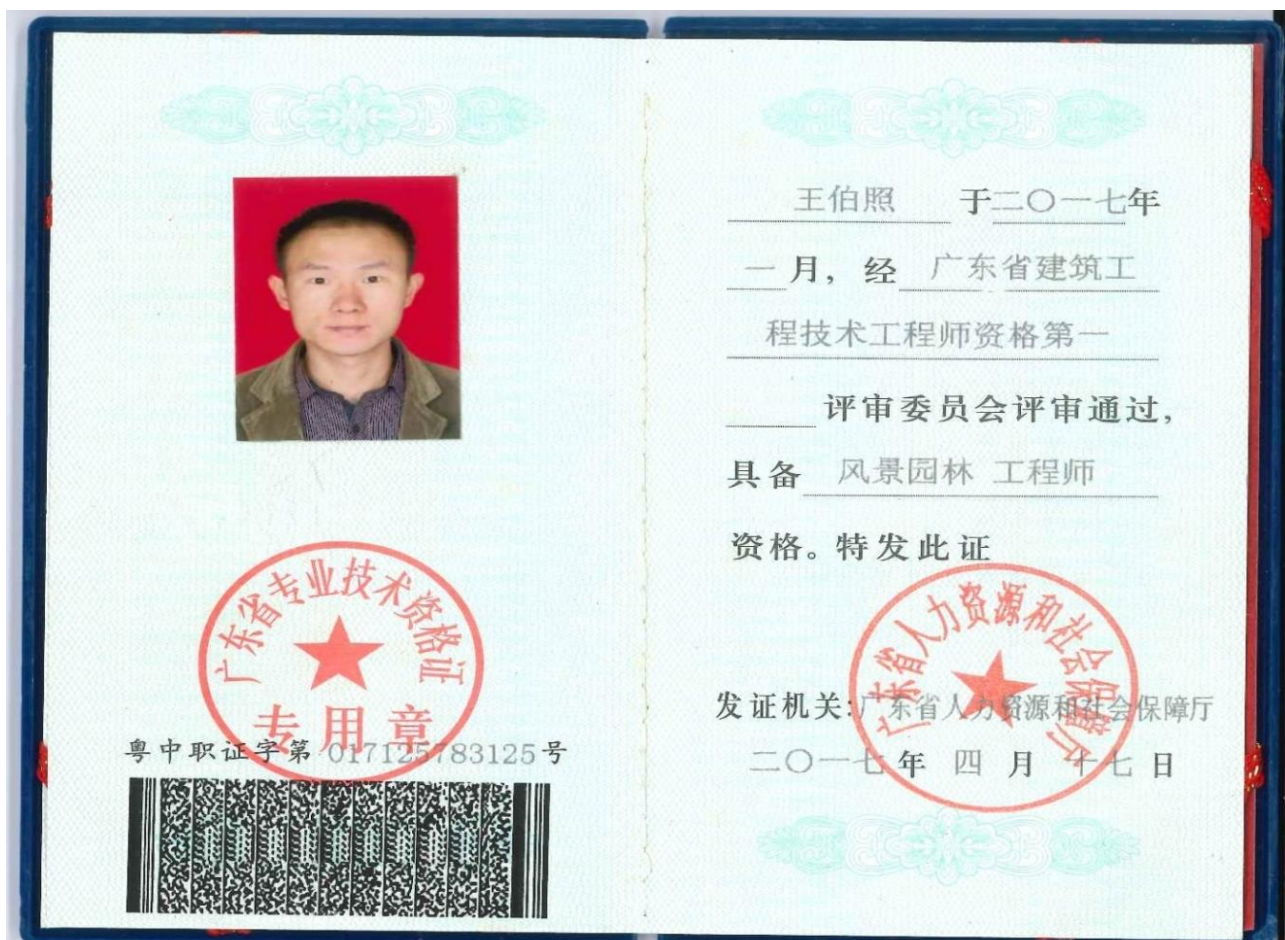 广东省专业技术资格证
专用章
粤中职证字第 017125783125号
王伯照 于二〇一七年
一月，经 广东省建筑工
程技术工程师资格第一
评审委员会评审通过，
具备 风景园林 工程师
资格。特发此证
广东省人力资源和社会保障厅
发证机关:广东省人力资源和社会保障厅
二〇一七年 四 月 十七 日